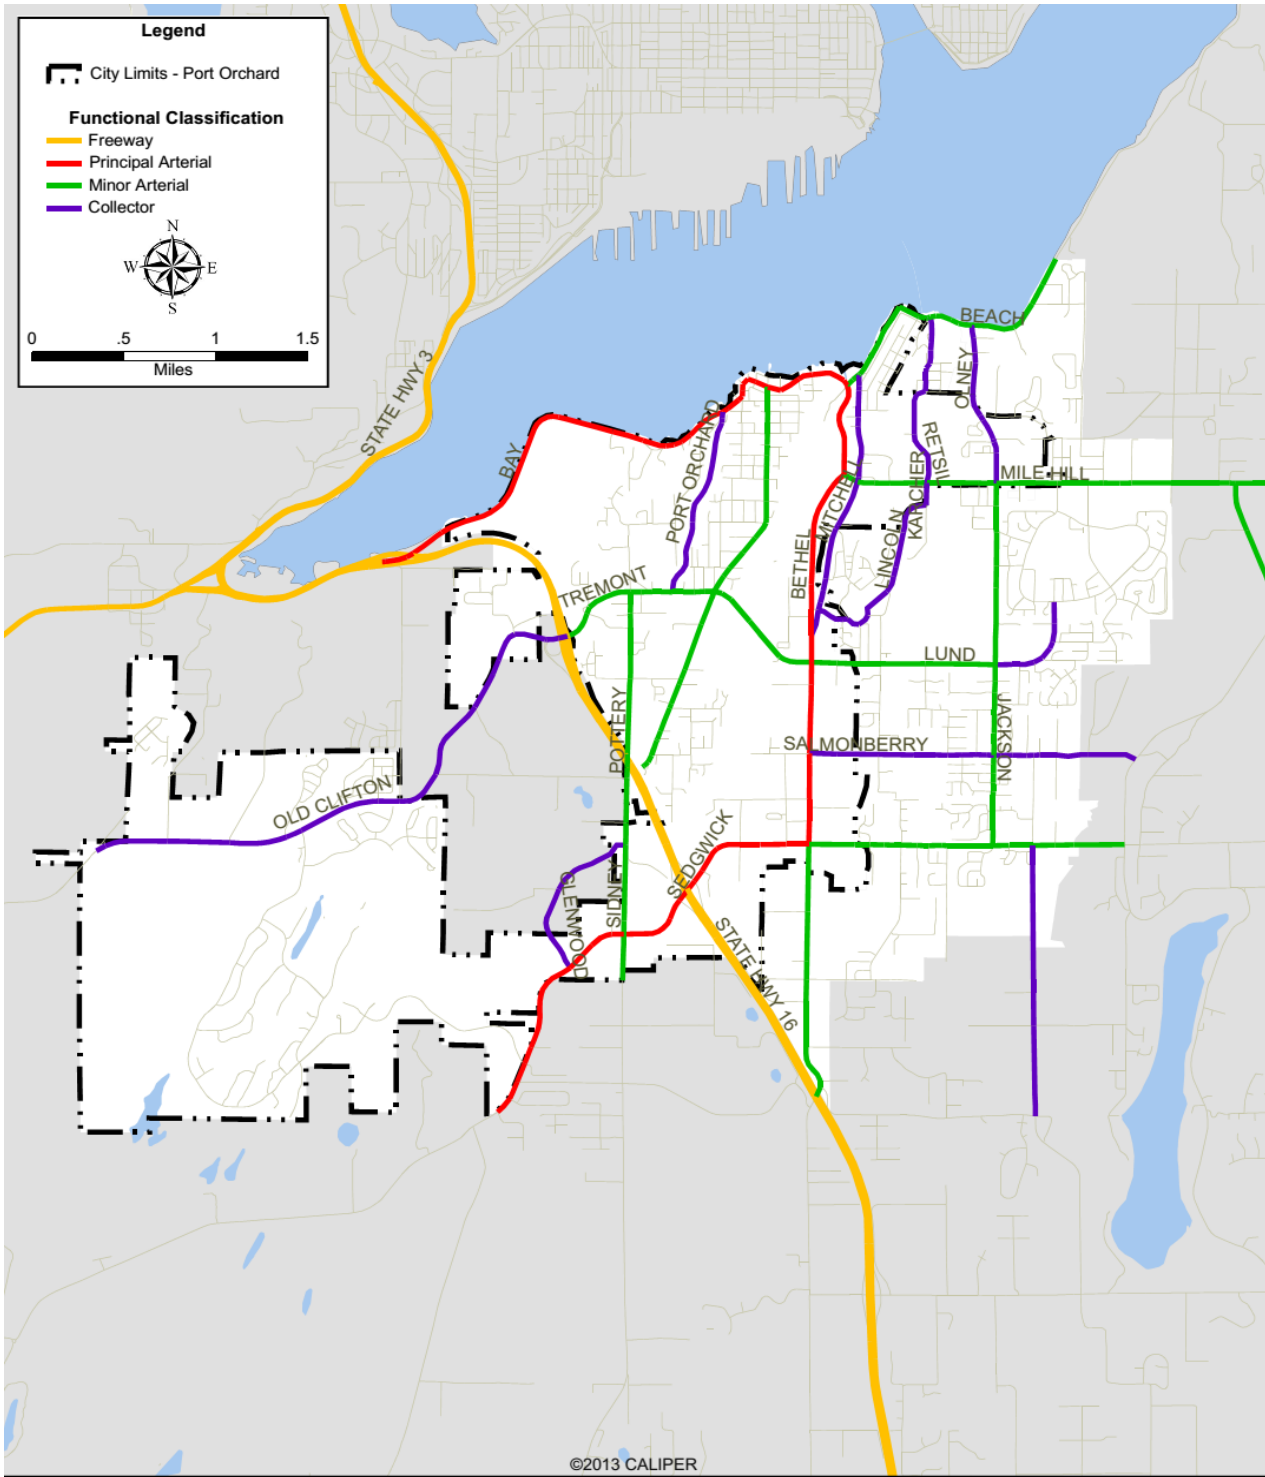 Legend
City Limits - Port Orchard
Functional Classification
Freeway
Principal Arterial
Minor Arterial
Collector
N
W
E
S
0 .5 1 1.5
Miles
STATE HWY 3
BEACH
OLNEY
BAY
PORT ORCHARD
RETSIL
MILE HILL
MITCHELL
KARCHER
LINCOLN
BETHEL
TREMONT
LUND
POTTERY
JACKSON
SALMONBERRY
OLD CLIFTON
SEDGWICK
GLENWOOD
SIDNEY
STATE HWY 16
©2013 CALIPER